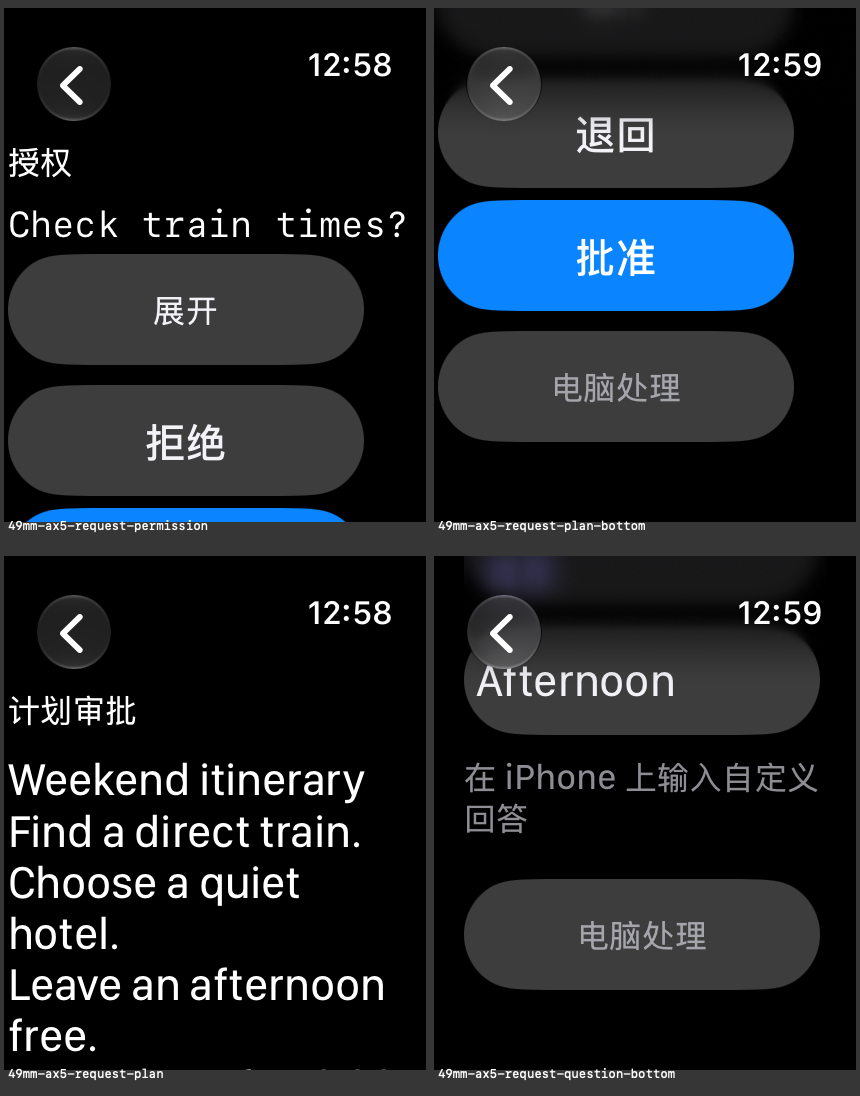 12:58
授权
Check train times?
展开
拒绝
49mm-ax5-request-permission
12:59
退回
批准
电脑处理
49mm-ax5-request-plan-bottom
12:58
计划审批
Weekend itinerary
Find a direct train.
Choose a quiet
hotel.
Leave an afternoon
free.
49mm-ax5-request-plan
12:59
Afternoon
在 iPhone 上输入自定义
回答
电脑处理
49mm-ax5-request-question-bottom